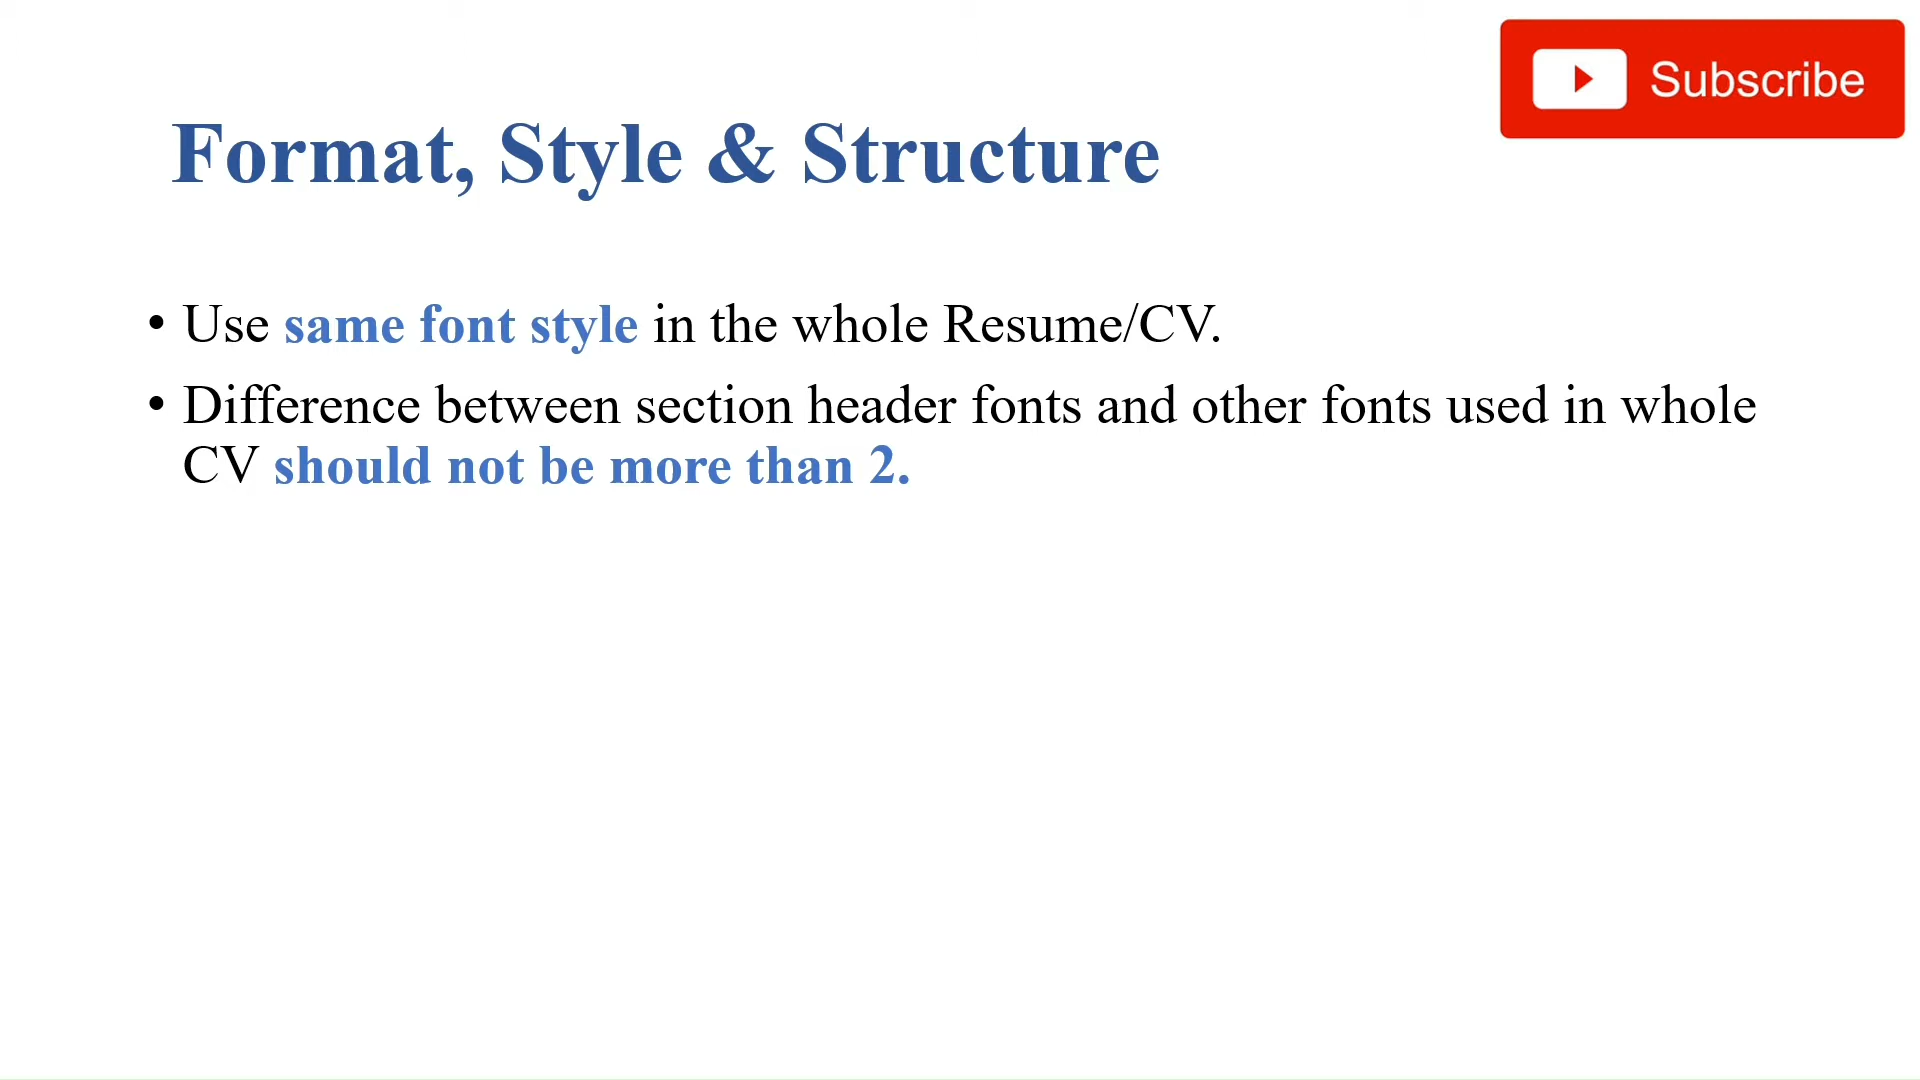 Subscribe
Format, Style & Structure
• Use same font style in the whole Resume/CV.
• Difference between section header fonts and other fonts used in whole
CV should not be more than 2.